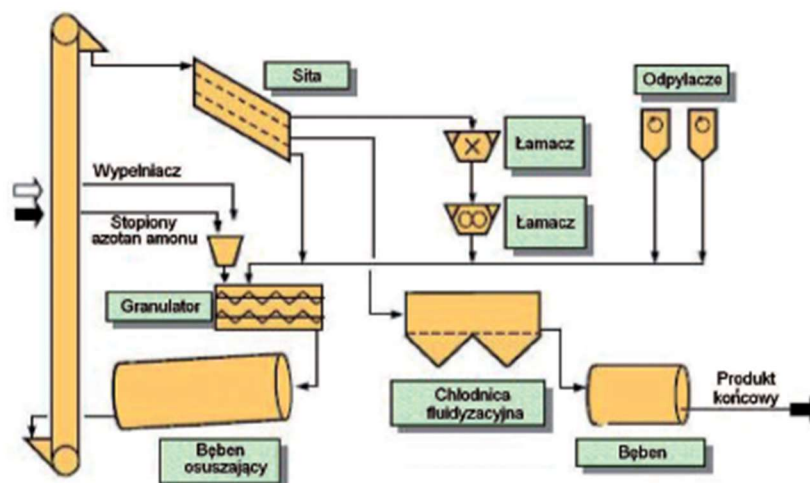 Sita
Odpylacze
Łamacz
Wypełniacz
Łamacz
Stopiony
azotan amonu
Granulator
Chłodnica
fluidyzacyjna
Produkt
końcowy
Bęben
osuszający
Bęben